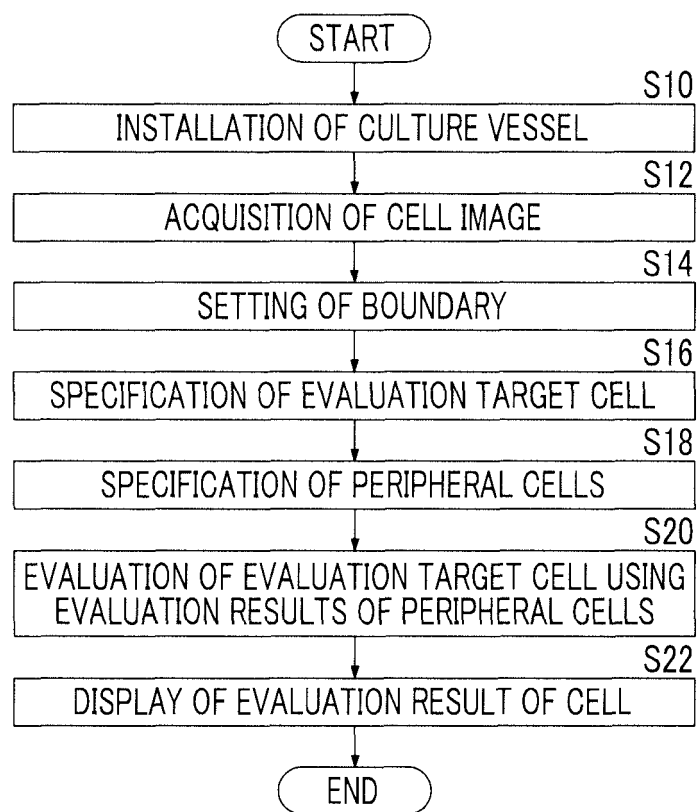 START
S10
INSTALLATION OF CULTURE VESSEL
S12
ACQUISITION OF CELL IMAGE
S14
SETTING OF BOUNDARY
S16
SPECIFICATION OF EVALUATION TARGET CELL
S18
SPECIFICATION OF PERIPHERAL CELLS
S20
EVALUATION OF EVALUATION TARGET CELL USING
EVALUATION RESULTS OF PERIPHERAL CELLS
S22
DISPLAY OF EVALUATION RESULT OF CELL
END